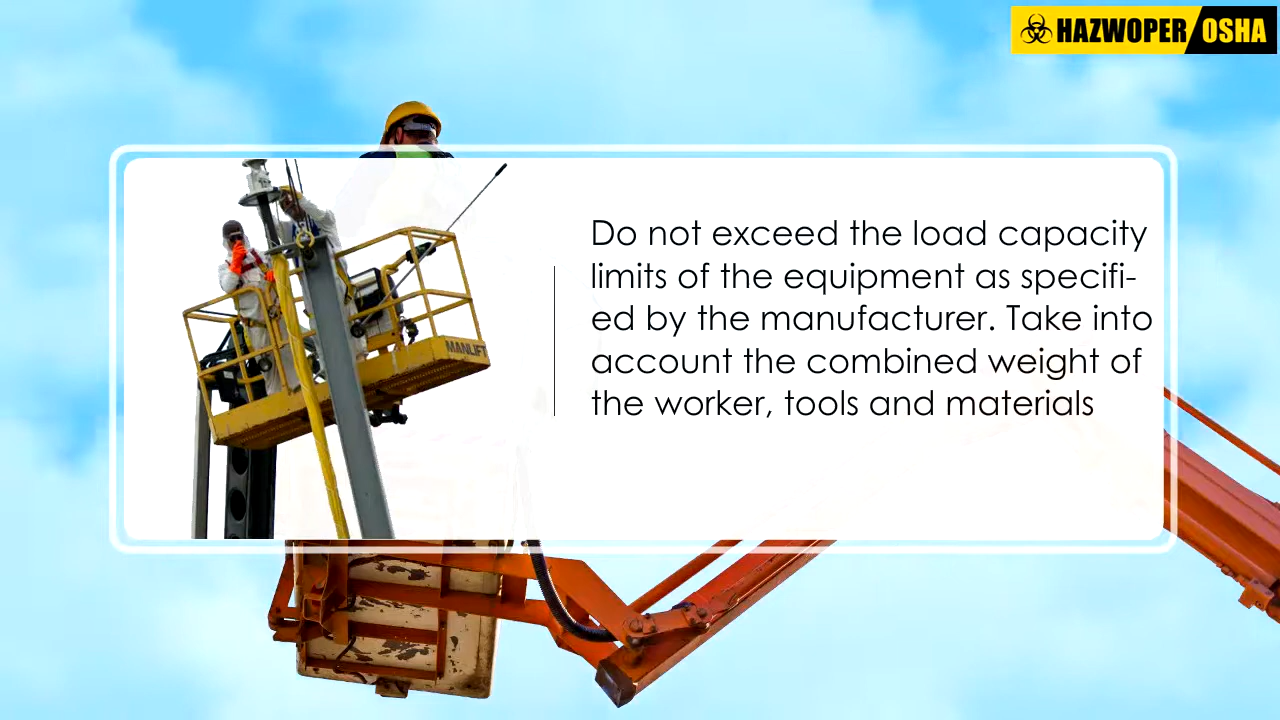 HAZWOPER OSHA
Do not exceed the load capacity
limits of the equipment as specifi-
ed by the manufacturer. Take into
account the combined weight of
the worker, tools and materials
MANLIFT